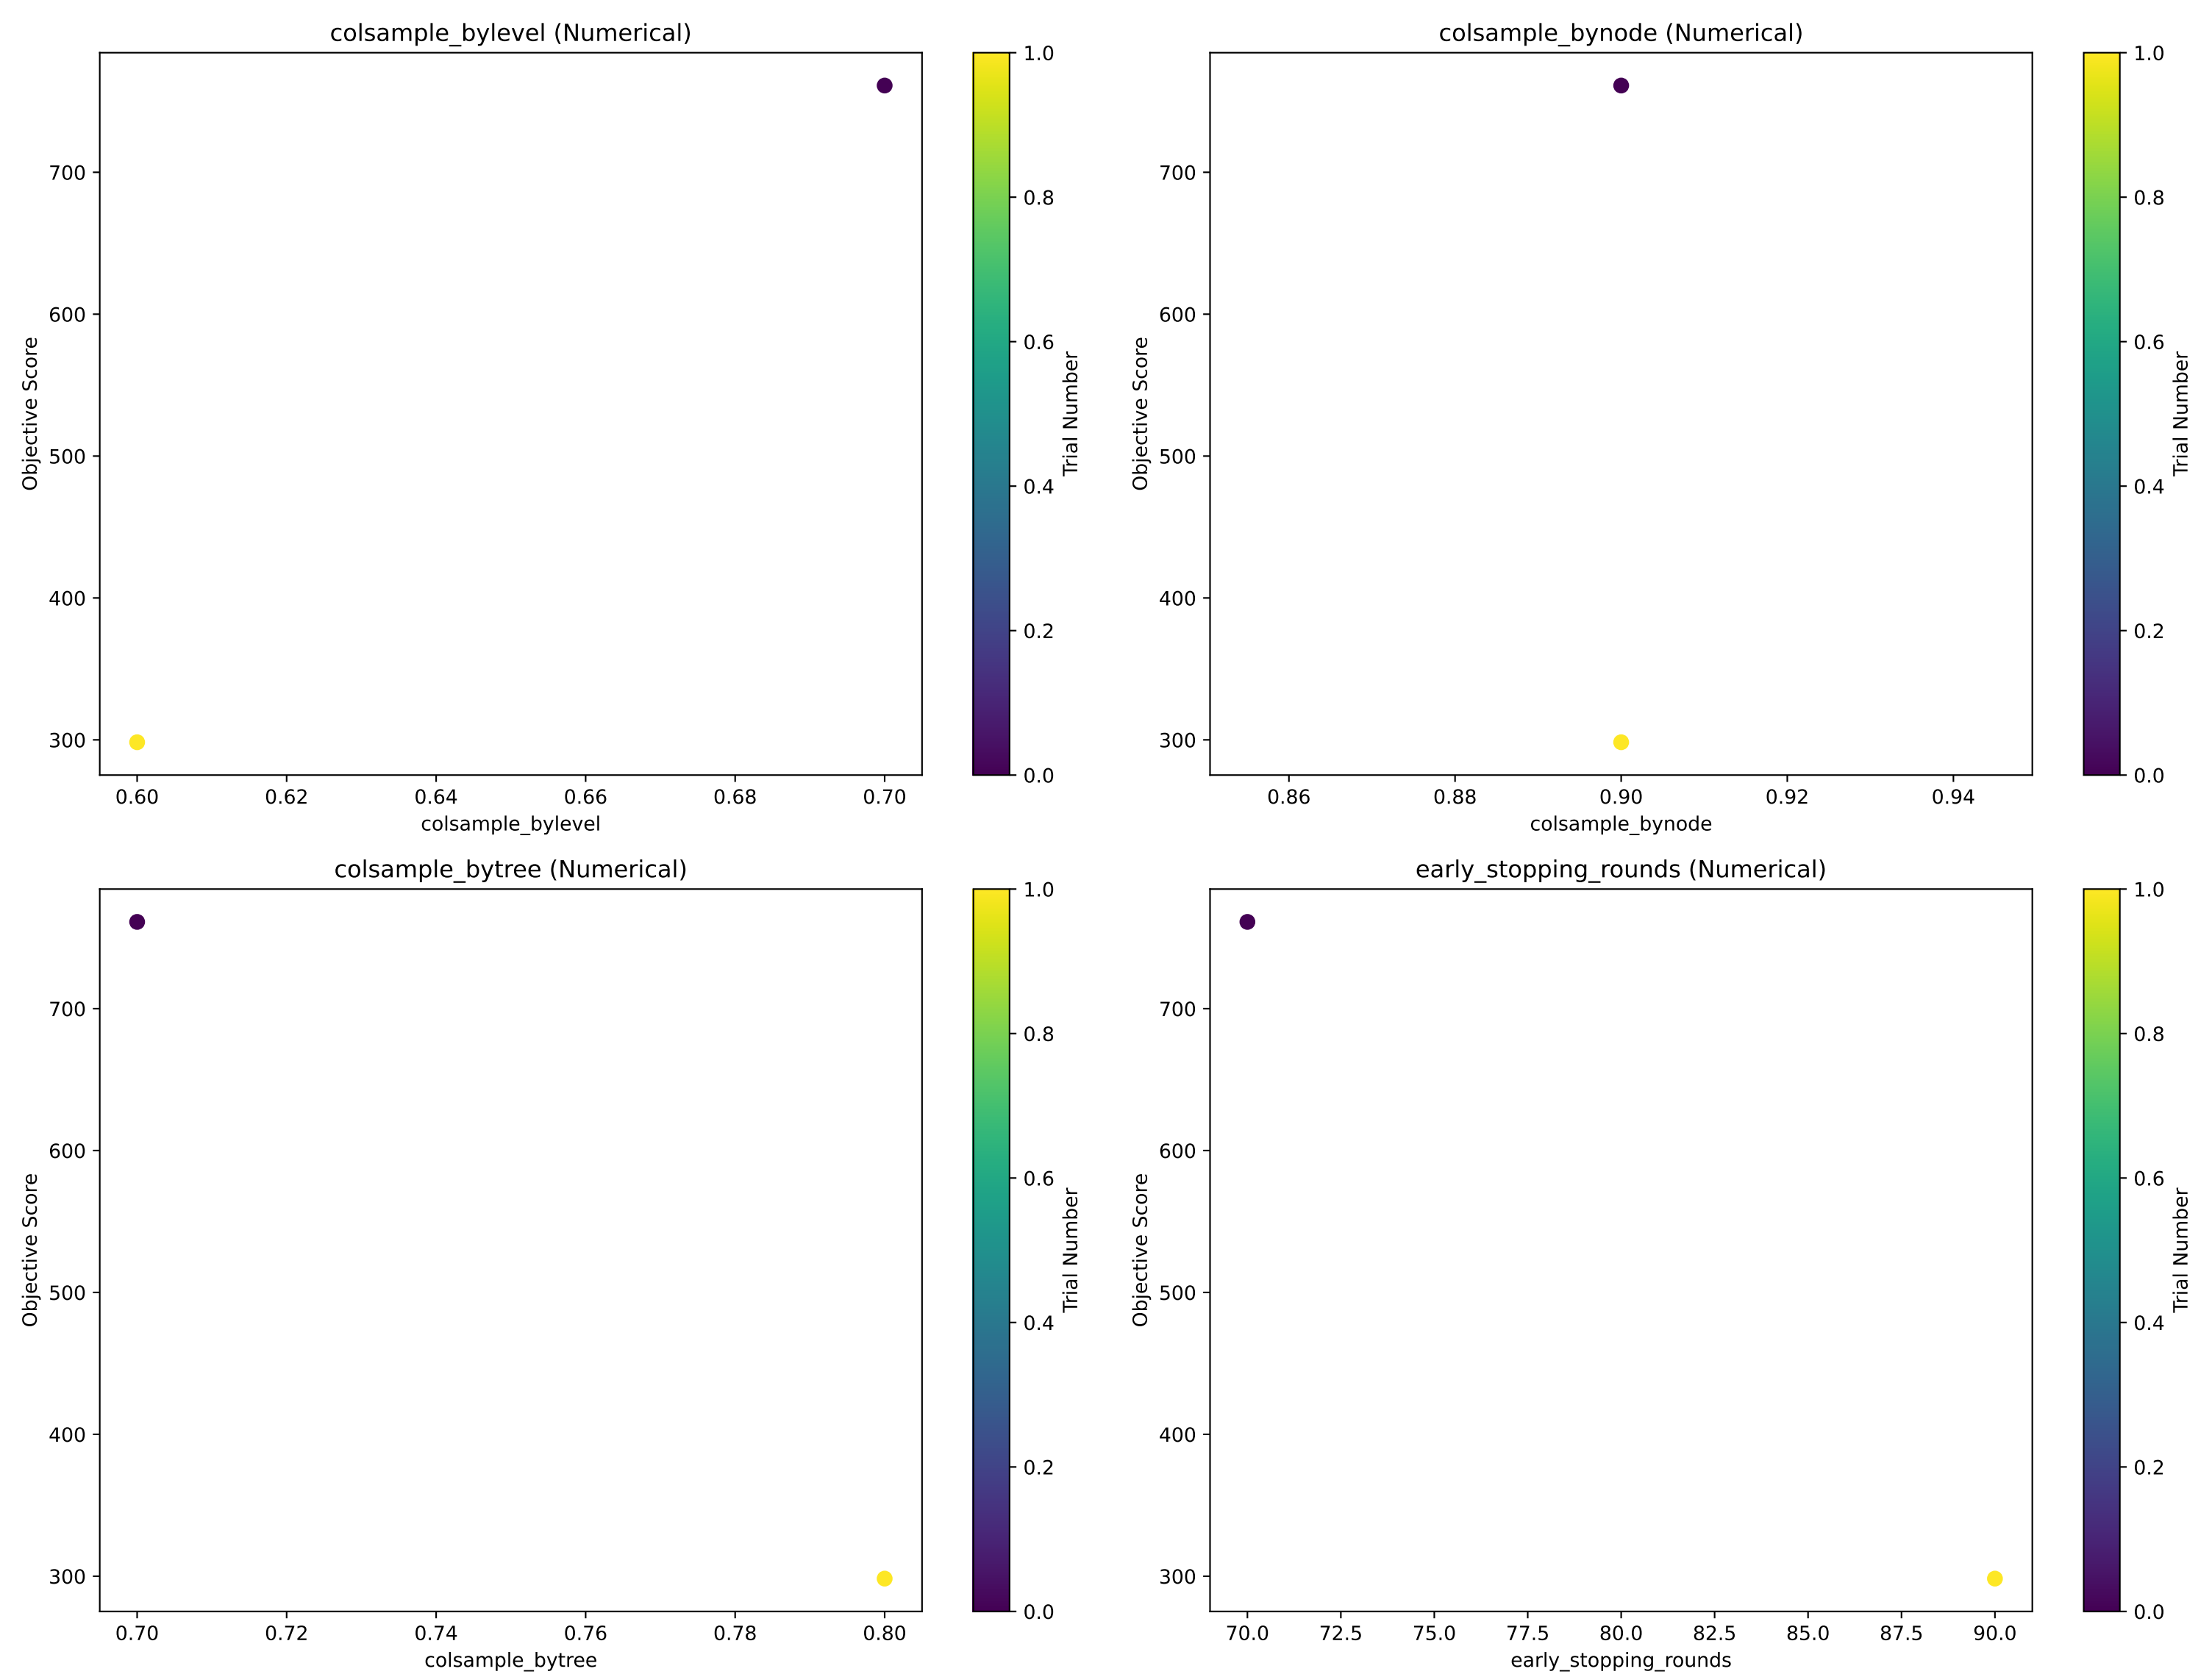 colsample_bylevel (Numerical)
Objective Score
700
600
500
400
300
0.60 0.62 0.64 0.66 0.68 0.70
colsample_bylevel
1.0
0.8
0.6
0.4
0.2
0.0
Trial Number
colsample_bynode (Numerical)
Objective Score
700
600
500
400
300
0.86 0.88 0.90 0.92 0.94
colsample_bynode
1.0
0.8
0.6
0.4
0.2
0.0
Trial Number
colsample_bytree (Numerical)
Objective Score
700
600
500
400
300
0.70 0.72 0.74 0.76 0.78 0.80
colsample_bytree
1.0
0.8
0.6
0.4
0.2
0.0
Trial Number
early_stopping_rounds (Numerical)
Objective Score
700
600
500
400
300
70.0 72.5 75.0 77.5 80.0 82.5 85.0 87.5 90.0
early_stopping_rounds
1.0
0.8
0.6
0.4
0.2
0.0
Trial Number